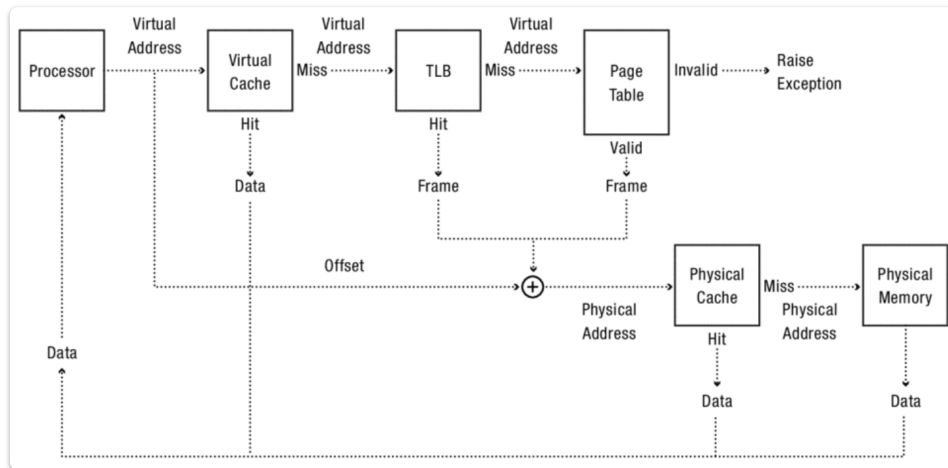 Virtual
Address
Virtual
Address
Virtual
Address
Processor
Virtual
Cache
Miss
TLB
Miss
Page
Table
Invalid
Raise
Exception
Hit
Hit
Valid
Data
Frame
Frame
Offset
+
Physical
Cache
Miss
Physical
Memory
Physical
Address
Physical
Address
Hit
Data
Data
Data